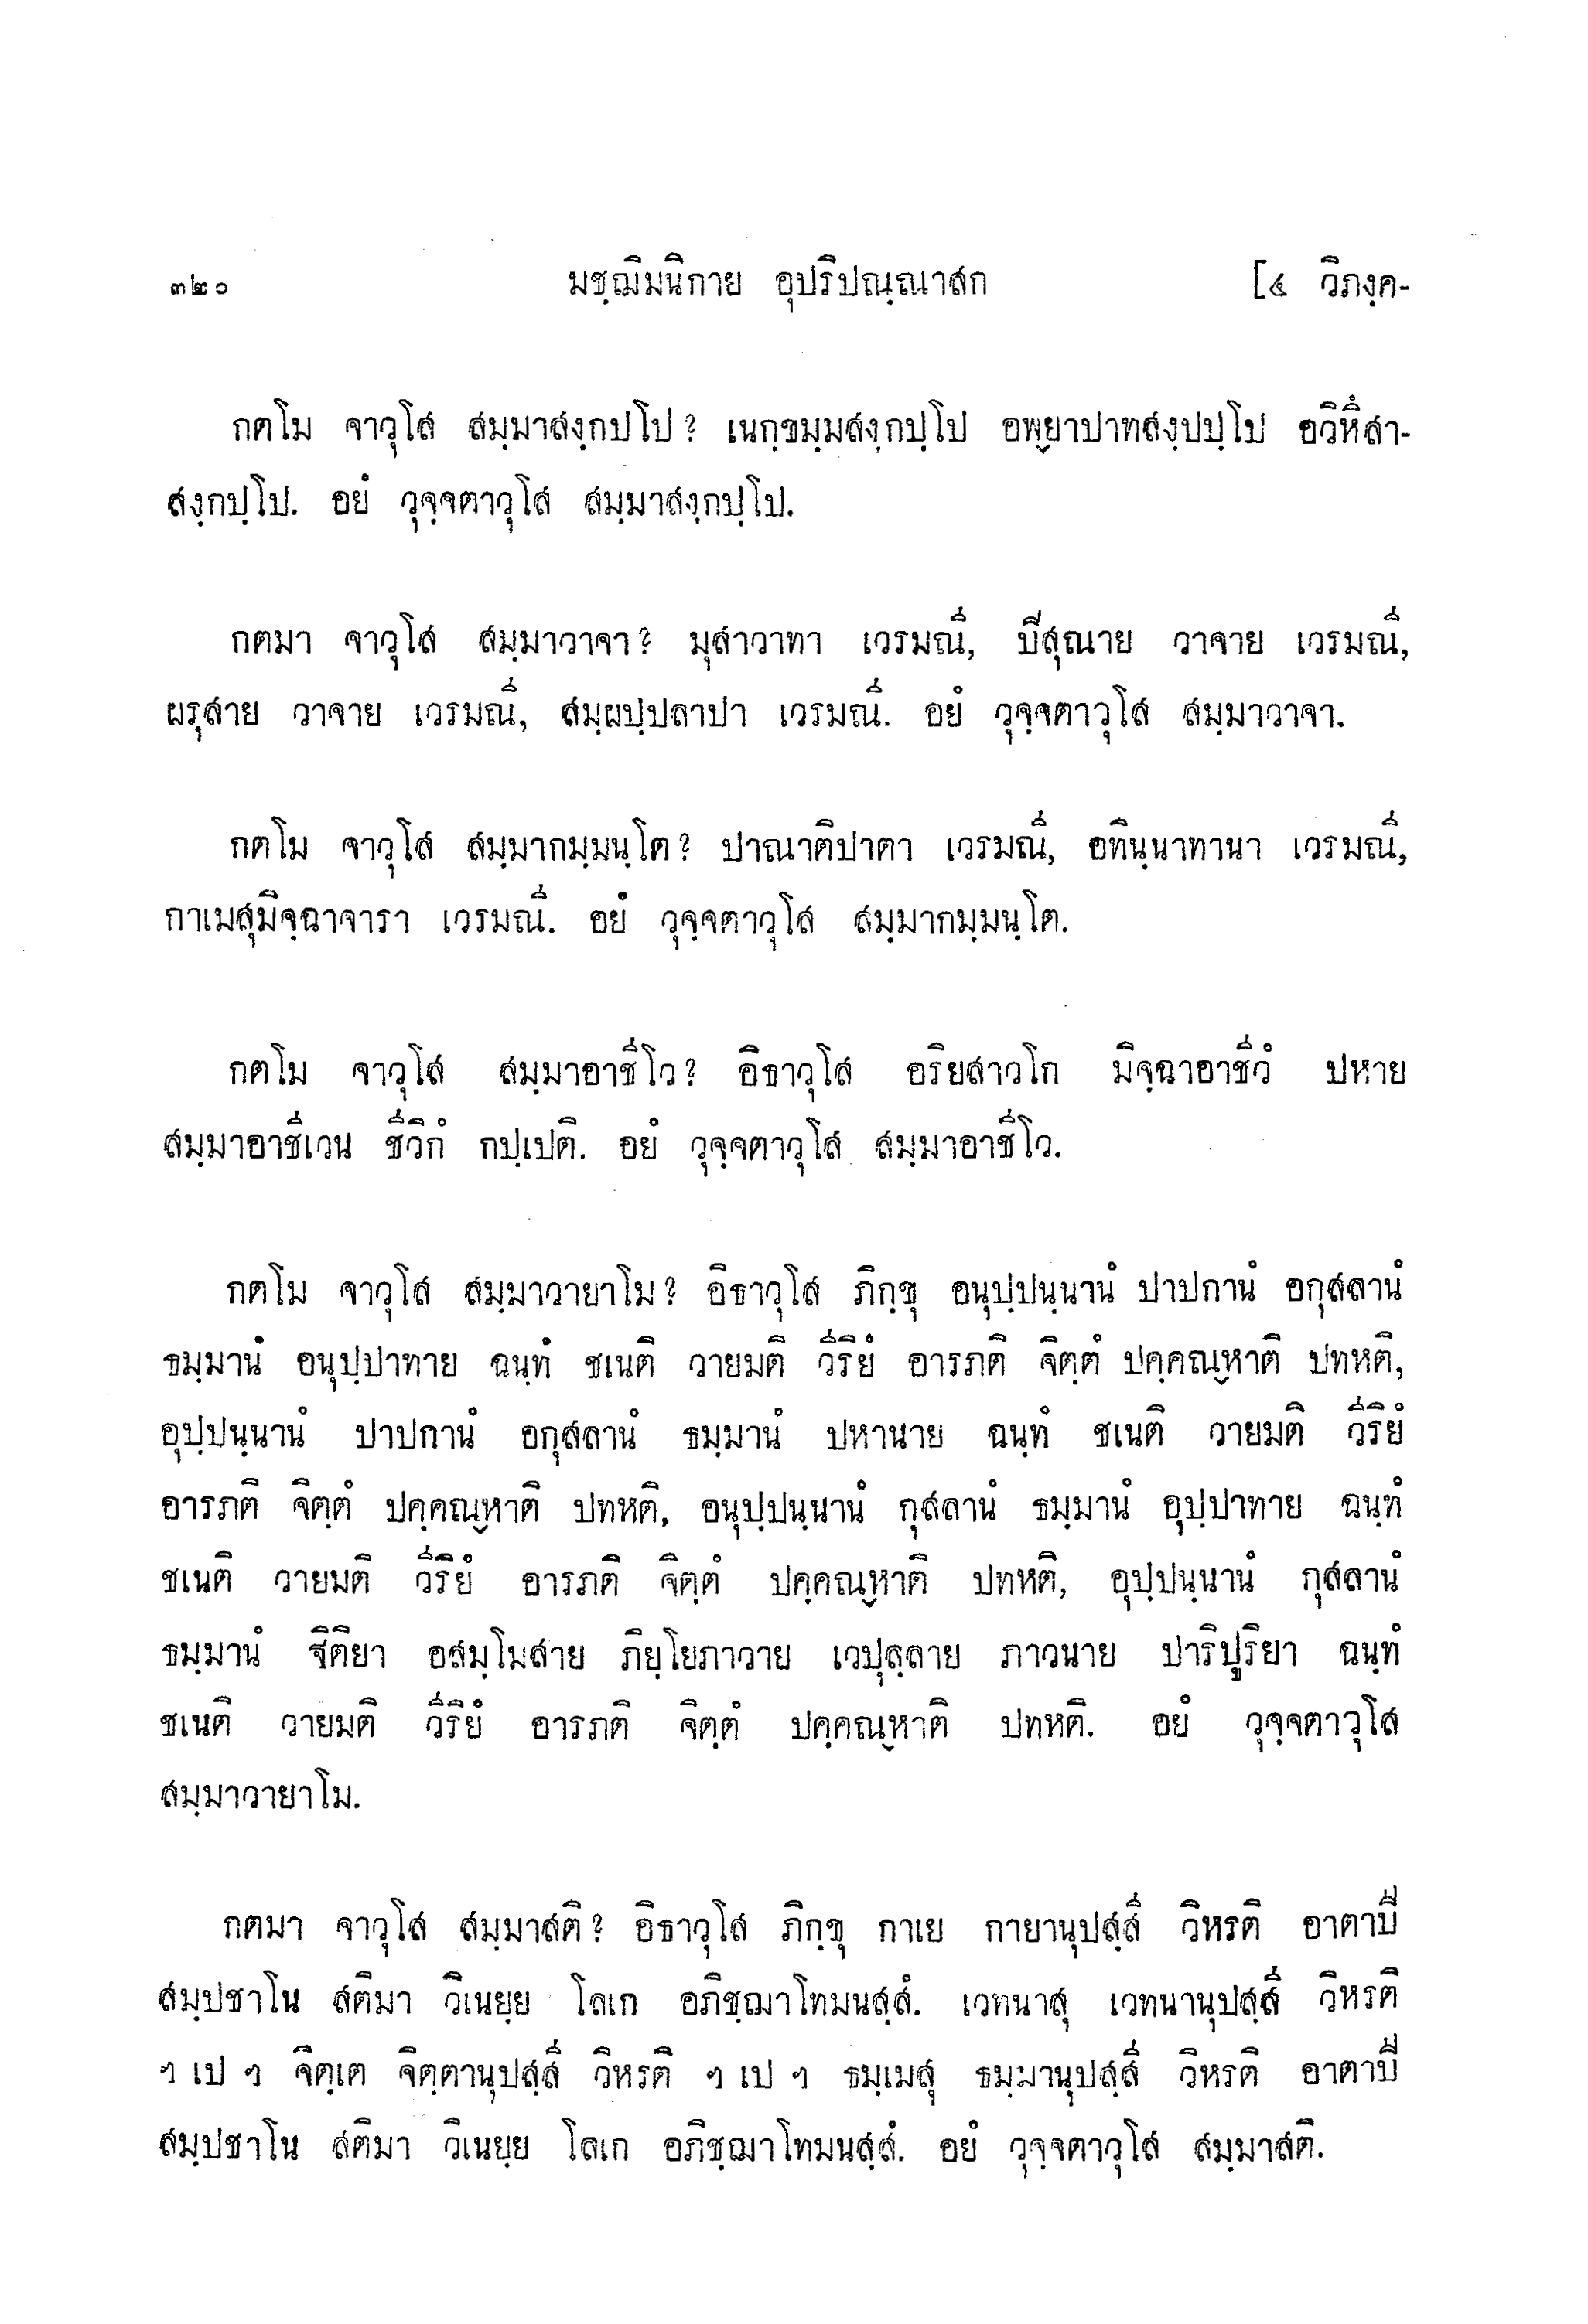 ๓๒๐ มชฺฌิมนิกาย อุปริปณฺณาสก [๔ วิภงฺค-
กตโม จาวุโส สมฺมาสงฺกปโป? เนกฺขมฺมสงฺกปฺโป อพฺยาปาทสงฺปปฺโป อวิหึสา-
สงฺกปฺโป. อยํ วุจฺจตาวุโส สมฺมาสงฺกปฺโป.
กตมา จาวุโส สมฺมาวาจา? มุสาวาทา เวรมณี, ปิสุณาย วาจาย เวรมณี,
ผรุสาย วาจาย เวรมณี, สมฺผปฺปลาปา เวรมณี. อยํ วุจฺจตาวุโส สมฺมาวาจา.
กตโม จาวุโส สมฺมากมฺมนฺโต? ปาณาติปาตา เวรมณี, อทินฺนาทานา เวรมณี,
กาเมสุมิจฺฉาจารา เวรมณี. อยํ วุจฺจตาวุโส สมฺมากมฺมนฺโต.
กตโม จาวุโส สมฺมาอาชีโว? อิธาวุโส อริยสาวโก มิจฺฉาอาชีวํ ปหาย
สมฺมาอาชีเวน ชีวิกํ กปฺเปติ. อยํ วุจฺจตาวุโส สมฺมาอาชีโว.
กตโม จาวุโส สมฺมาวายาโม? อิธาวุโส ภิกฺขุ อนุปฺปนฺนานํ ปาปกานํ อกุสลานํ
ธมฺมานํ อนุปฺปาทาย ฉนฺทํ ชเนติ วายมติ วีริยํ อารภติ จิตฺตํ ปคฺคณฺหาติ ปทหติ,
อุปฺปนฺนานํ ปาปกานํ อกุสลานํ ธมฺมานํ ปหานาย ฉนฺทํ ชเนติ วายมติ วีริยํ
อารภติ จิตฺตํ ปคฺคณฺหาติ ปทหติ, อนุปฺปนฺนานํ กุสลานํ ธมฺมานํ อุปฺปาทาย ฉนฺทํ
ชเนติ วายมติ วีริยํ อารภติ จิตฺตํ ปคฺคณฺหาติ ปทหติ, อุปฺปนฺนานํ กุสลานํ
ธมฺมานํ ฐิติยา อสมฺโมสาย ภิยฺโยภาวาย เวปุลฺลาย ภาวนาย ปาริปูริยา ฉนฺทํ
ชเนติ วายมติ วีริยํ อารภติ จิตฺตํ ปคฺคณฺหาติ ปทหติ. อยํ วุจฺจตาวุโส
สมฺมาวายาโม.
กตมา จาวุโส สมฺมาสติ? อิธาวุโส ภิกฺขุ กาเย กายานุปสฺสี วิหรติ อาตาปี
สมฺปชาโน สติมา วิเนยฺย โลเก อภิชฺฌาโทมนสฺสํ. เวทนาสุ เวทนานุปสฺสี วิหรติ
ฯ เป ฯ จิตฺเต จิตฺตานุปสฺสี วิหรติ ฯ เป ฯ ธมฺเมสุ ธมฺมานุปสฺสี วิหรติ อาตาปี
สมฺปชาโน สติมา วิเนยฺย โลเก อภิชฺฌาโทมนสฺสํ. อยํ วุจฺจตาวุโส สมฺมาสติ.